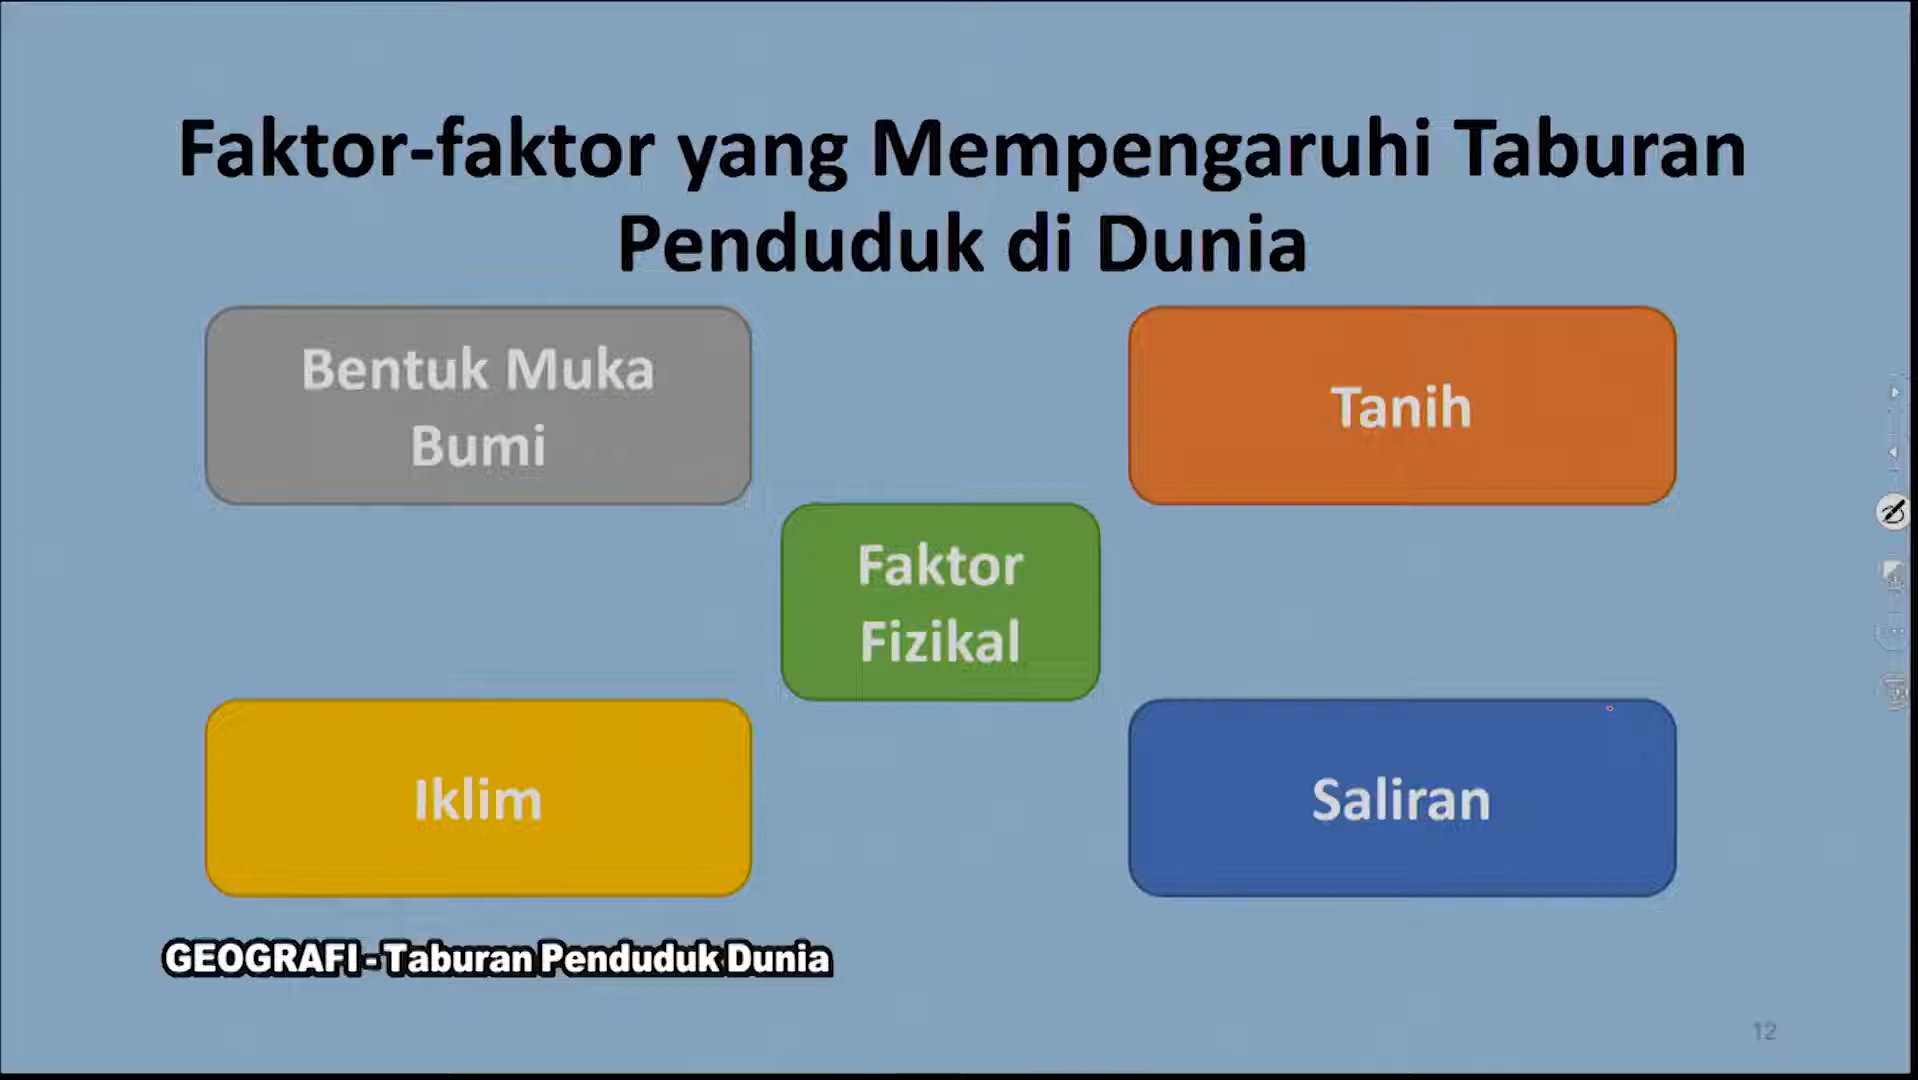 Faktor-faktor yang Mempengaruhi Taburan
Penduduk di Dunia
Bentuk Muka
Bumi
Tanih
Faktor
Fizikal
Iklim
Saliran
GEOGRAFI - Taburan Penduduk Dunia
12